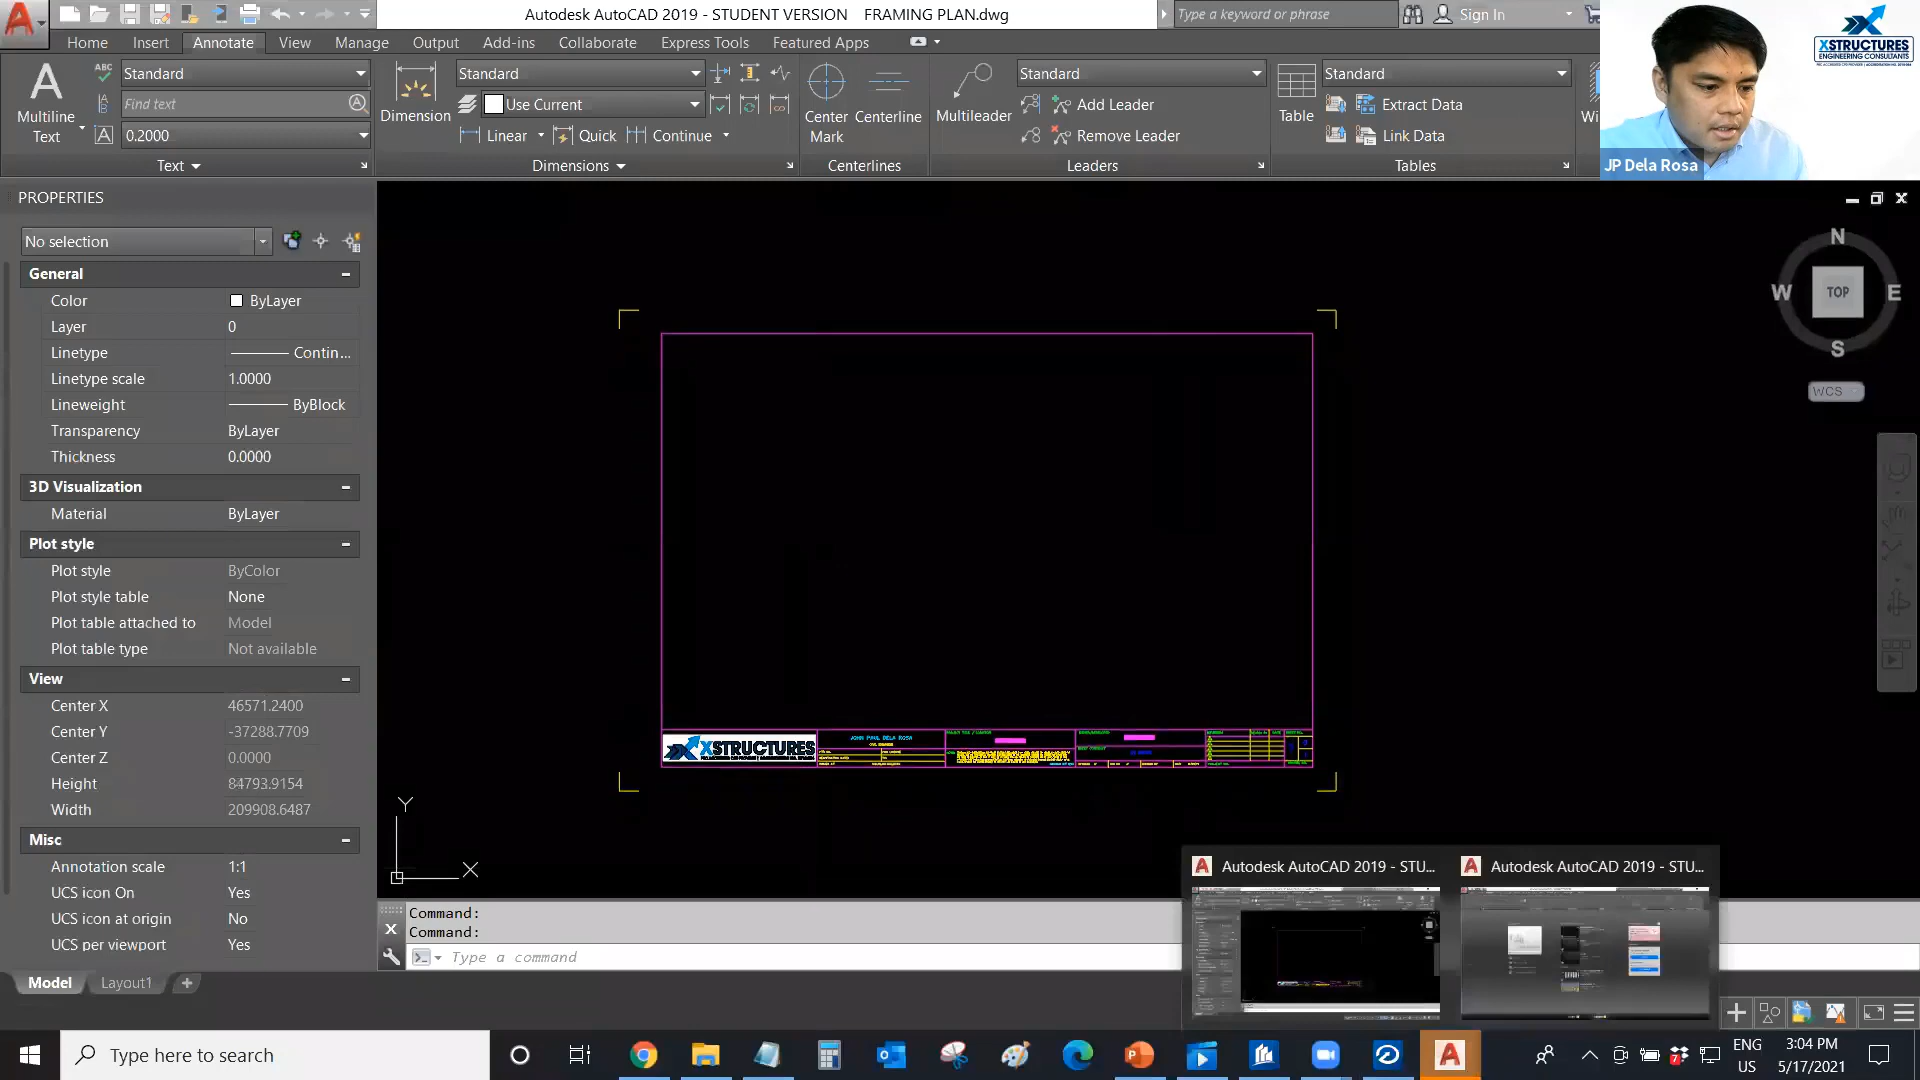 Autodesk AutoCAD 2019 - STUDENT VERSION FRAMING PLAN.dwg
Type a keyword or phrase
Sign In
XSTRUCTURES
ENGINEERING CONSULTANTS
Home Insert Annotate View Manage Output Add-ins Collaborate Express Tools Featured Apps
Multiline
Text
ABC
Standard
Find text
0.2000
Text
Dimension
Standard
Use Current
Linear Quick Continue
Dimensions
Center
Mark
Centerline
Centerlines
Multileader
Standard
Add Leader
Remove Leader
Leaders
Table
Standard
Extract Data
Link Data
Tables
Wi
JP Dela Rosa
PROPERTIES
No selection
General
Color ByLayer
Layer 0
Linetype Contin...
Linetype scale 1.0000
Lineweight ByBlock
Transparency ByLayer
Thickness 0.0000
3D Visualization
Material ByLayer
Plot style
Plot style ByColor
Plot style table None
Plot table attached to Model
Plot table type Not available
View
Center X 46571.2400
Center Y -37288.7709
Center Z 0.0000
Height 84793.9154
Width 209908.6487
Misc
Annotation scale 1:1
UCS icon On Yes
UCS icon at origin No
UCS per viewport Yes
N
W TOP E
S
WCS
XSTRUCTURES
JOHN PAUL DELA ROSA
Y
X
Command:
Command:
Type a command
Autodesk AutoCAD 2019 - STU...
Autodesk AutoCAD 2019 - STU...
Model Layout1
Type here to search
ENG
US
3:04 PM
5/17/2021